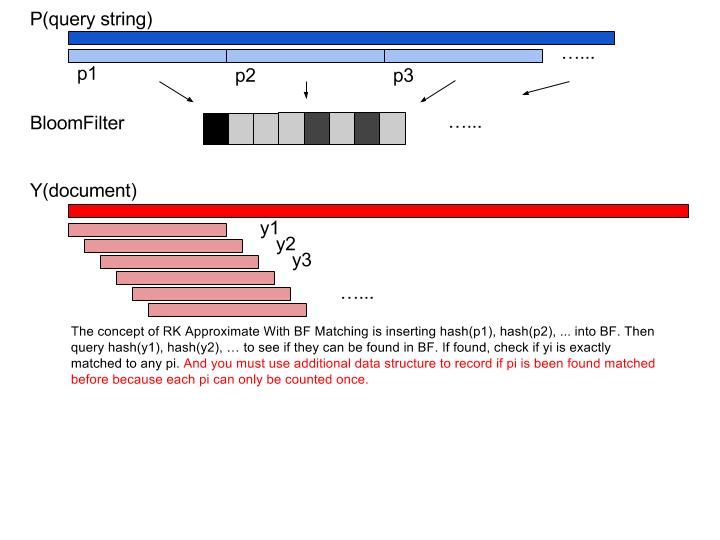 P(query string)
…...
p1 p2 p3
BloomFilter …...
Y(document)
y1
y2
y3
…...
The concept of RK Approximate With BF Matching is inserting hash(p1), hash(p2), ... into BF. Then
query hash(y1), hash(y2), … to see if they can be found in BF. If found, check if yi is exactly
matched to any pi. And you must use additional data structure to record if pi is been found matched
before because each pi can only be counted once.